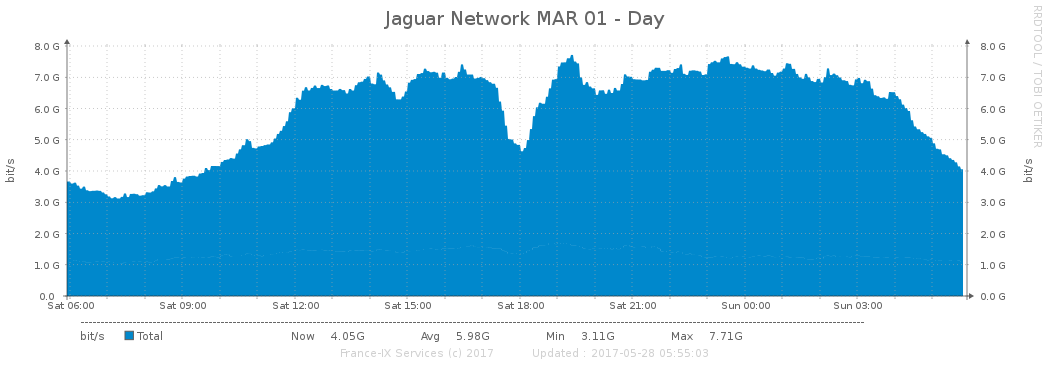 Jaguar Network MAR 01 - Day
RRDTOOL / TOBI OETIKER
bit/s
bit/s
8.0 G 8.0 G
7.0 G 7.0 G
6.0 G 6.0 G
5.0 G 5.0 G
4.0 G 4.0 G
3.0 G 3.0 G
2.0 G 2.0 G
1.0 G 1.0 G
0.0 0.0 G
Sat 06:00 Sat 09:00 Sat 12:00 Sat 15:00 Sat 18:00 Sat 21:00 Sun 00:00 Sun 03:00
bit/s Total Now 4.05G Avg 5.98G Min 3.11G Max 7.71G
France-IX Services (c) 2017 Updated : 2017-05-28 05:55:03